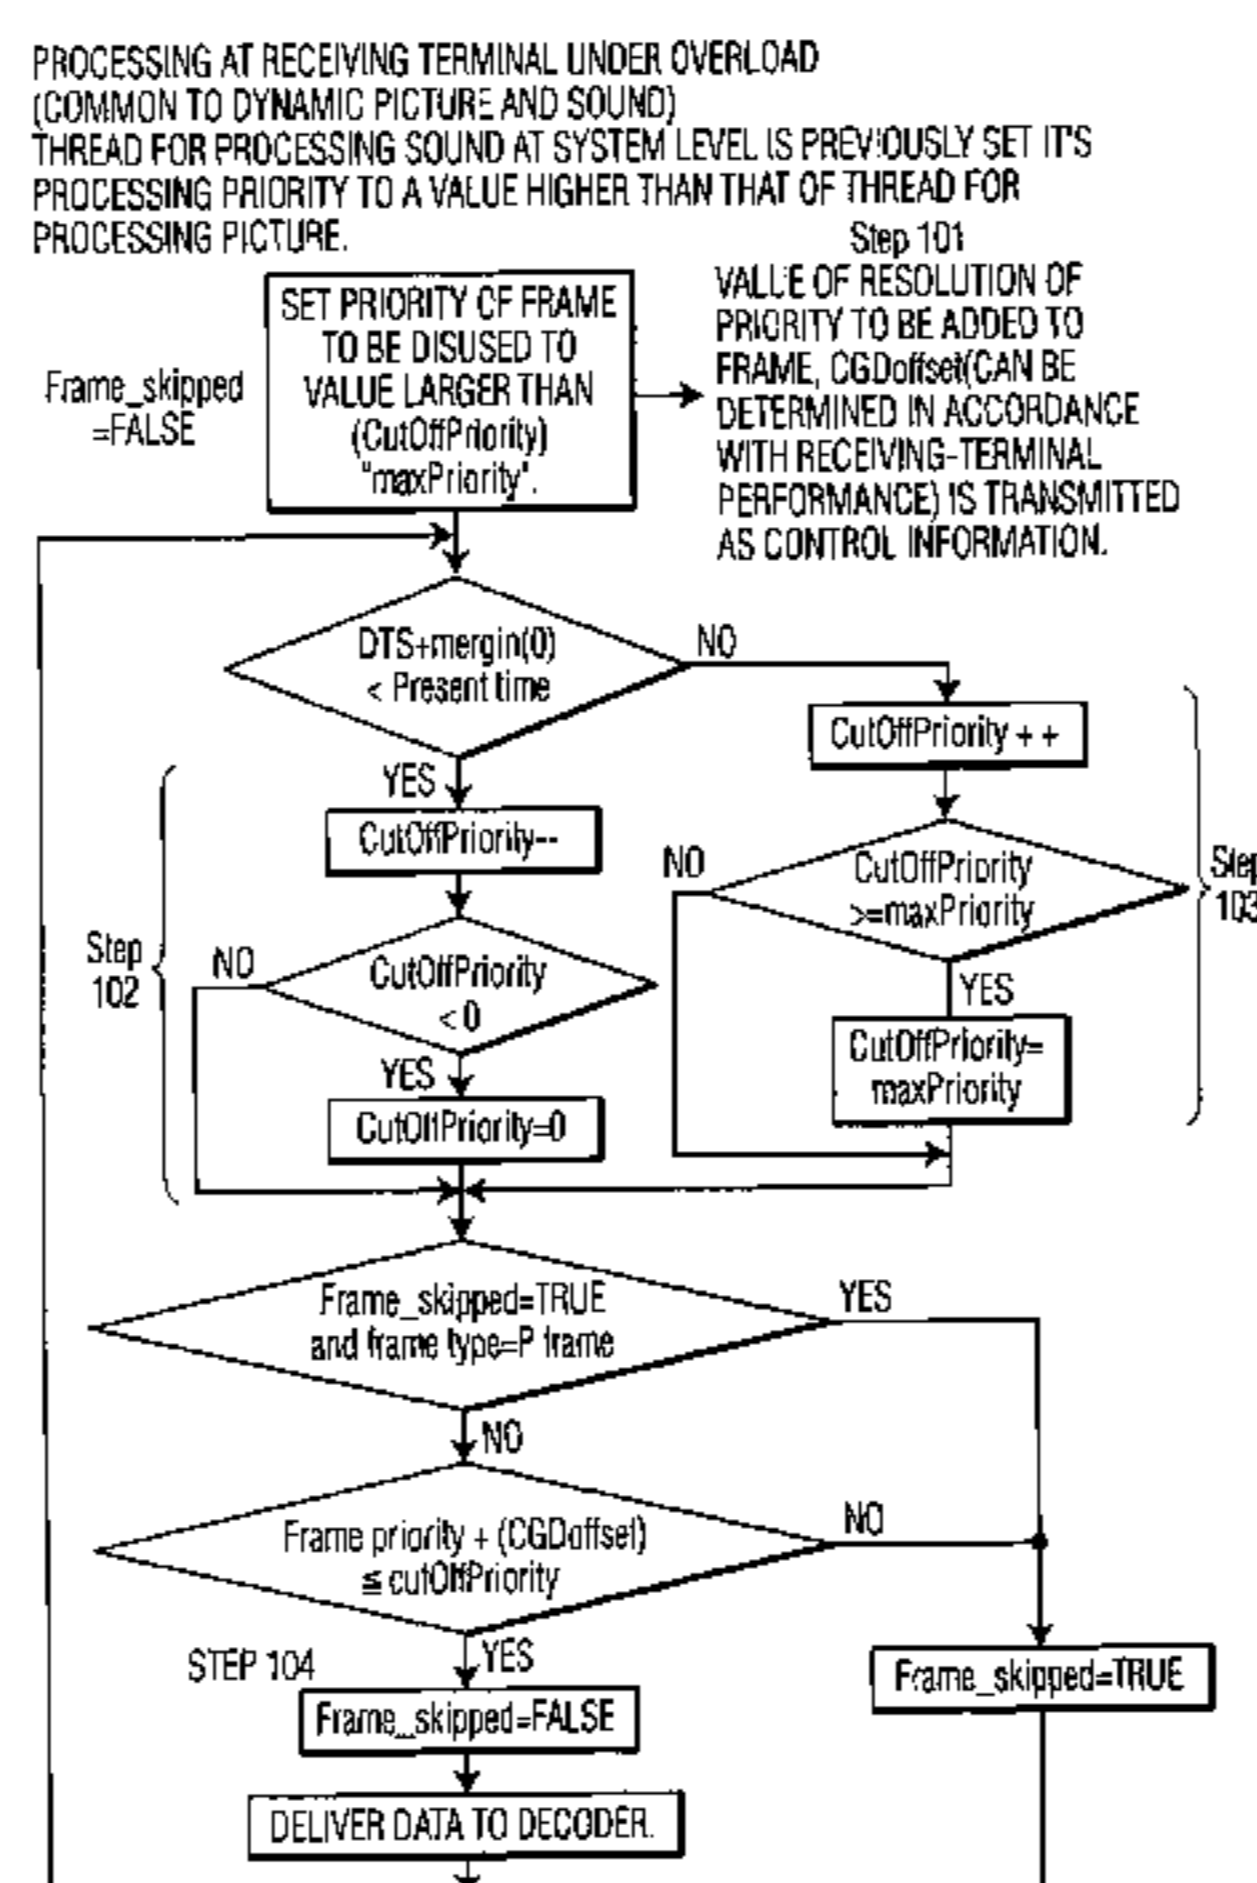 PROCESSING AT RECEIVING TERMINAL UNDER OVERLOAD
(COMMON TO DYNAMIC PICTURE AND SOUND)
THREAD FOR PROCESSING SOUND AT SYSTEM LEVEL IS PREVIOUSLY SET IT'S
PROCESSING PRIORITY TO A VALUE HIGHER THAN THAT OF THREAD FOR
PROCESSING PICTURE.
Step 101
VALUE OF RESOLUTION OF
PRIORITY TO BE ADDED TO
FRAME, CGDoffset(CAN BE
DETERMINED IN ACCORDANCE
WITH RECEIVING-TERMINAL
PERFORMANCE) IS TRANSMITTED
AS CONTROL INFORMATION.
SET PRIORITY OF FRAME
TO BE DISUSED TO
VALUE LARGER THAN
(CutOffPriority)
"maxPriority".
Frame_skipped
=FALSE
DTS+mergin(0)
< Present time
NO
YES
CutOffPriority + +
CutOffPriority--
CutOffPriority
>=maxPriority
NO
Step
103
Step
102
NO
CutOffPriority
< 0
YES
CutOffPriority=
maxPriority
YES
CutOffPriority=0
Frame_skipped=TRUE
and frame type=P frame
YES
NO
Frame priority + (CGDoffset)
≦ cutOffPriority
NO
YES
STEP 104
Frame_skipped=FALSE
Frame_skipped=TRUE
DELIVER DATA TO DECODER.